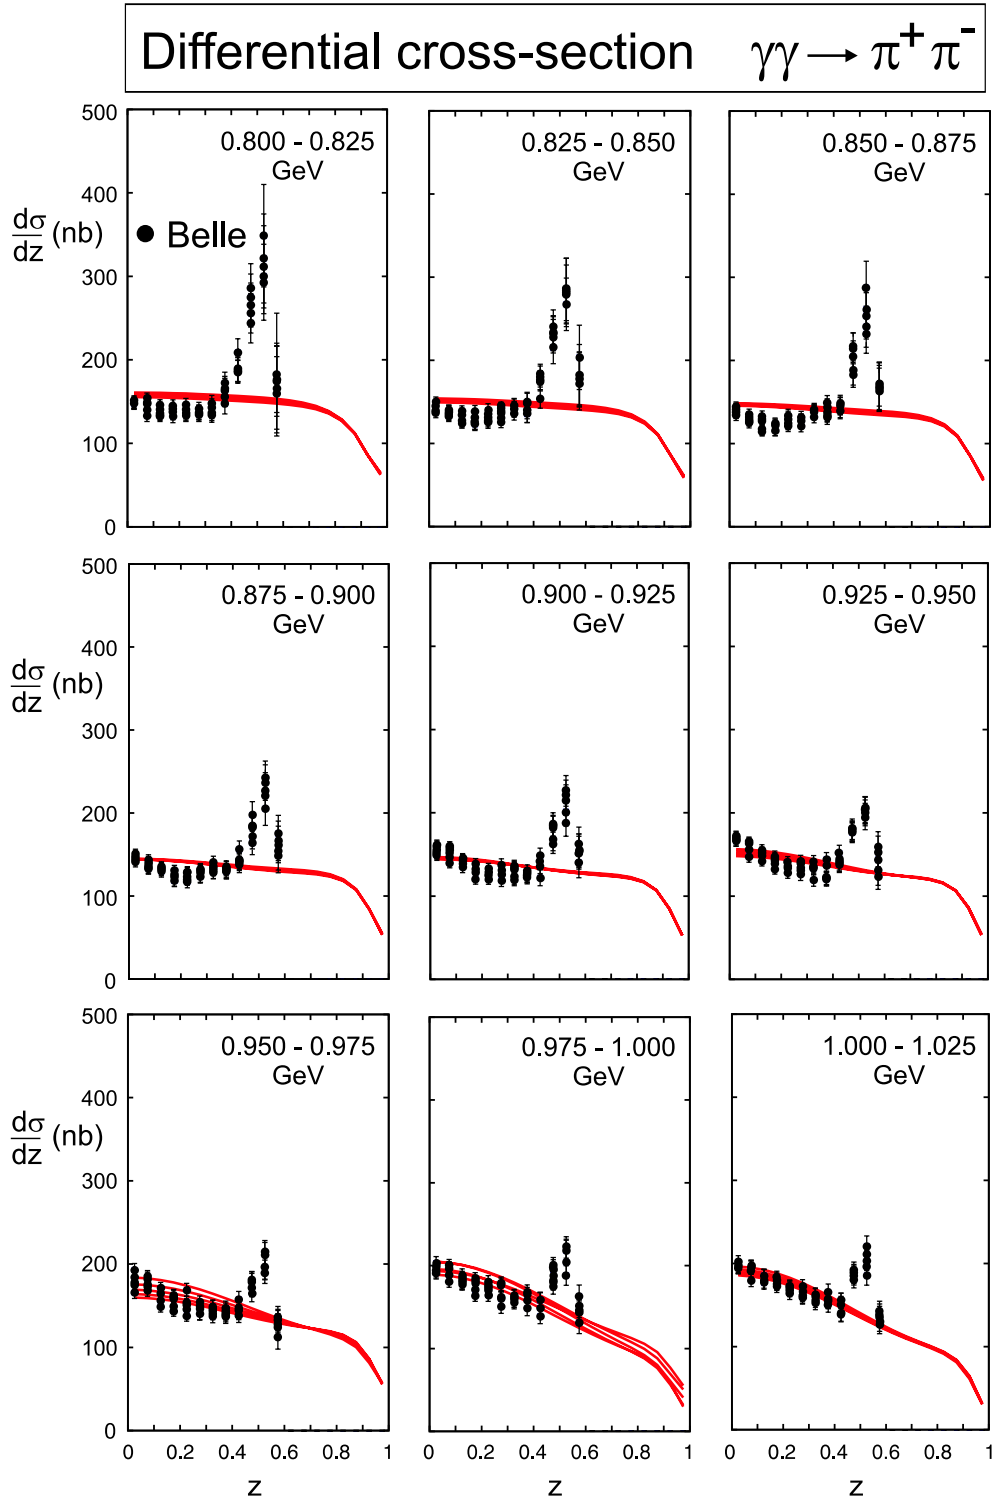 Differential cross-section γγ → π⁺ π⁻
500
400
300
200
100
0
dσ/dz (nb)
0.800 - 0.825
GeV
Belle
0.825 - 0.850
GeV
0.850 - 0.875
GeV
500
400
300
200
100
0
dσ/dz (nb)
0.875 - 0.900
GeV
0.900 - 0.925
GeV
0.925 - 0.950
GeV
500
400
300
200
100
0
dσ/dz (nb)
0.950 - 0.975
GeV
0.975 - 1.000
GeV
1.000 - 1.025
GeV
0 0.2 0.4 0.6 0.8 1
0 0.2 0.4 0.6 0.8 1
0 0.2 0.4 0.6 0.8 1
z z z